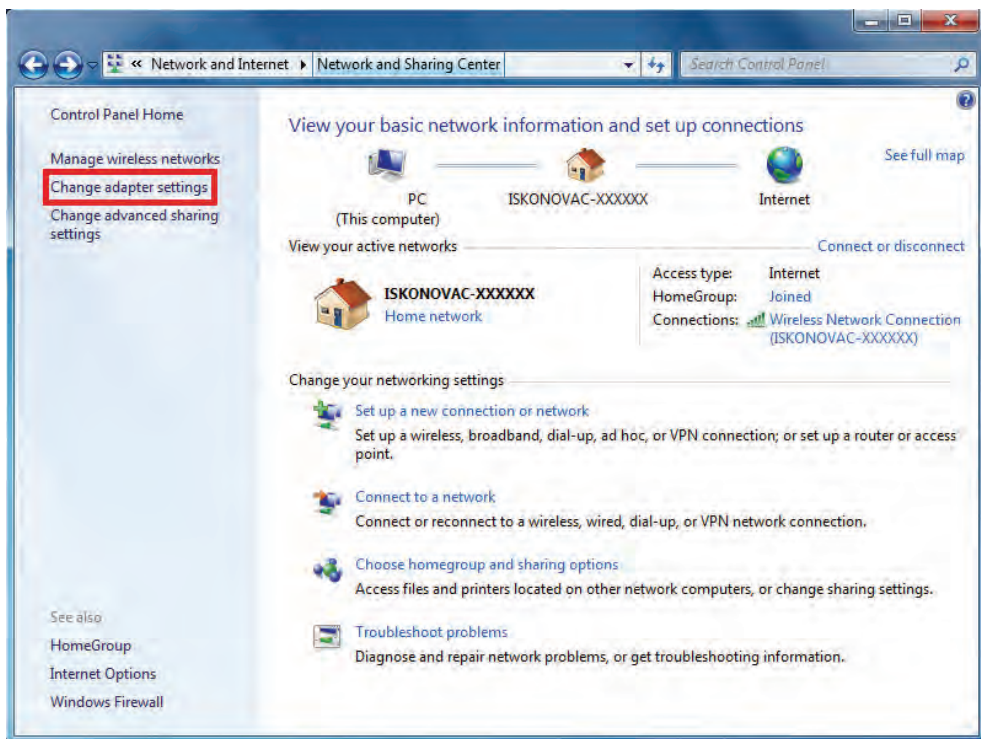 « Network and Internet ▸ Network and Sharing Center
Search Control Panel
Control Panel Home
Manage wireless networks
Change adapter settings
Change advanced sharing
settings
See also
HomeGroup
Internet Options
Windows Firewall
View your basic network information and set up connections
See full map
PC
(This computer)
ISKONOVAC-XXXXXX
Internet
View your active networks
Connect or disconnect
ISKONOVAC-XXXXXX
Home network
Access type: Internet
HomeGroup: Joined
Connections: Wireless Network Connection
(ISKONOVAC-XXXXXX)
Change your networking settings
Set up a new connection or network
Set up a wireless, broadband, dial-up, ad hoc, or VPN connection; or set up a router or access
point.
Connect to a network
Connect or reconnect to a wireless, wired, dial-up, or VPN network connection.
Choose homegroup and sharing options
Access files and printers located on other network computers, or change sharing settings.
Troubleshoot problems
Diagnose and repair network problems, or get troubleshooting information.